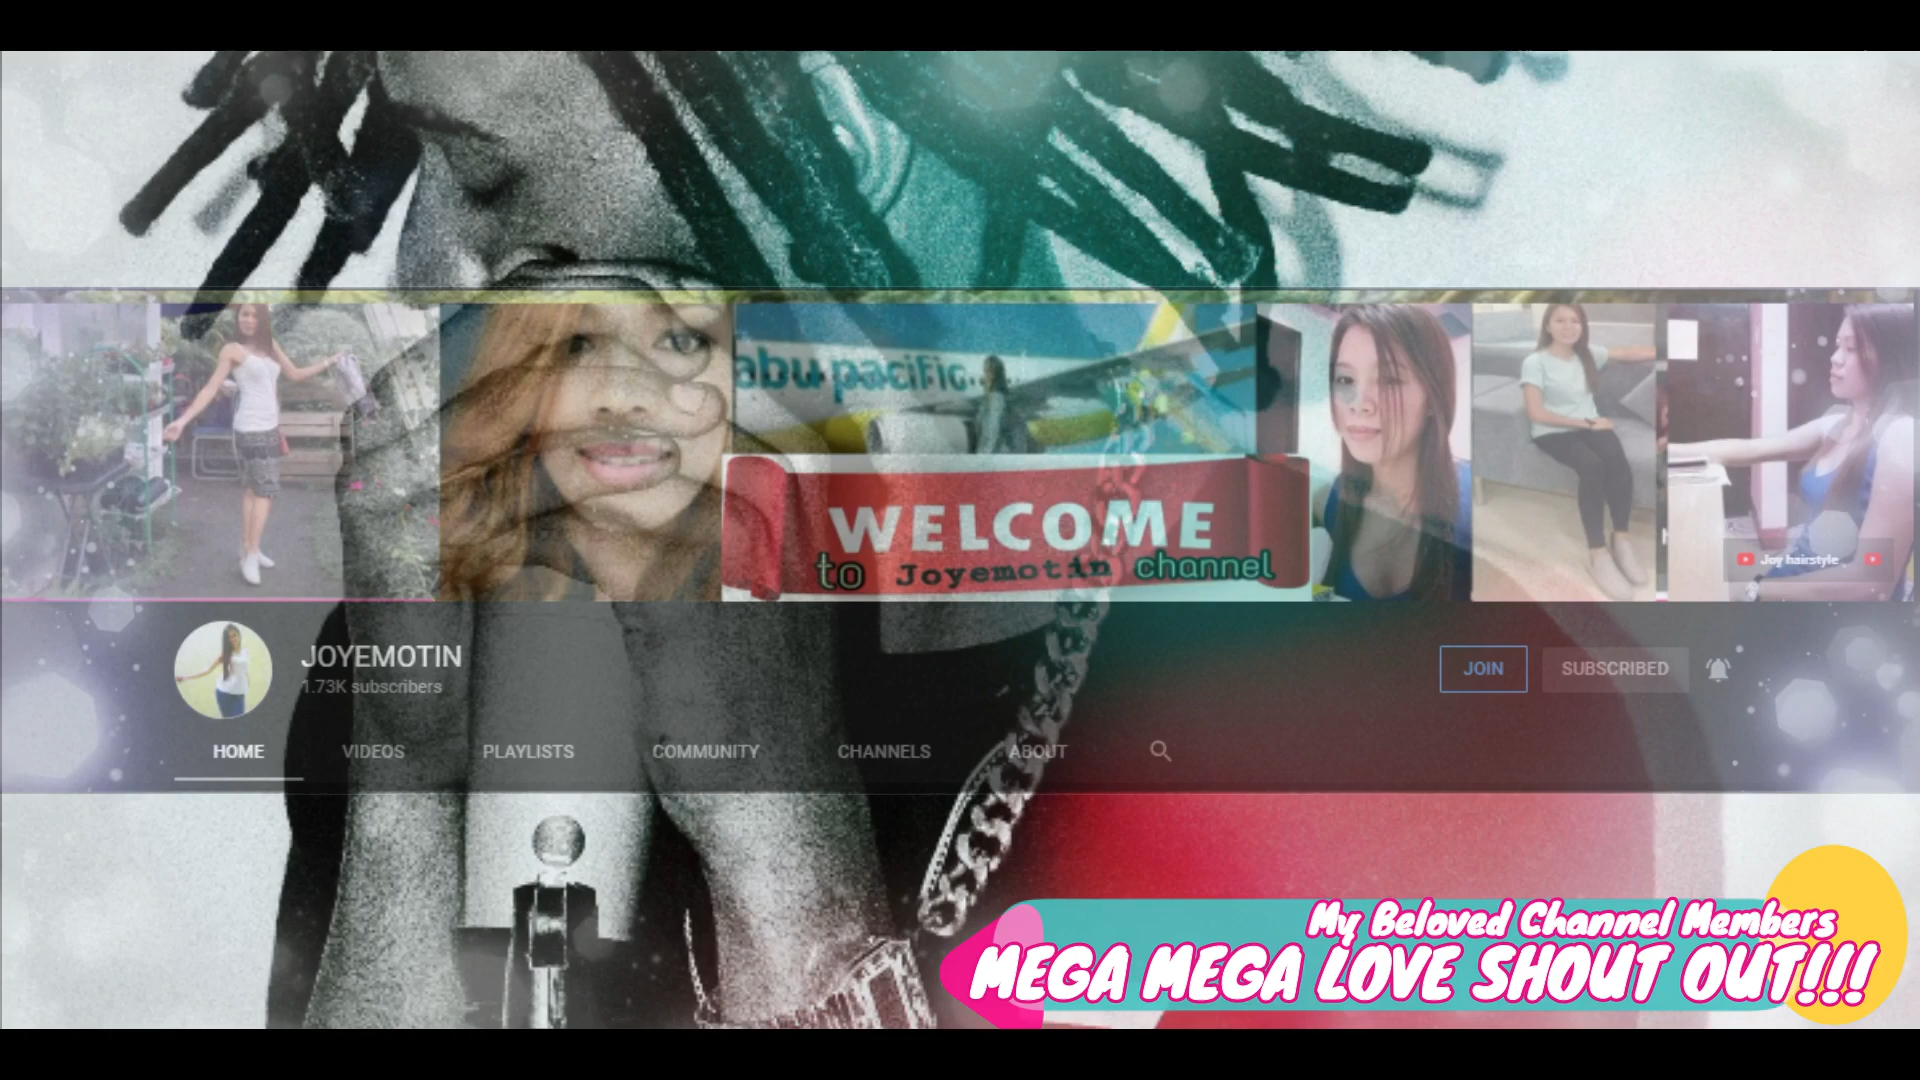 abu pacific
WELCOME
to Joyemotin channel
Joy hairstyle
JOYEMOTIN
1.73K subscribers
JOIN
SUBSCRIBED
HOME
VIDEOS
PLAYLISTS
COMMUNITY
CHANNELS
ABOUT
My Beloved Channel Members
MEGA MEGA LOVE SHOUT OUT!!!